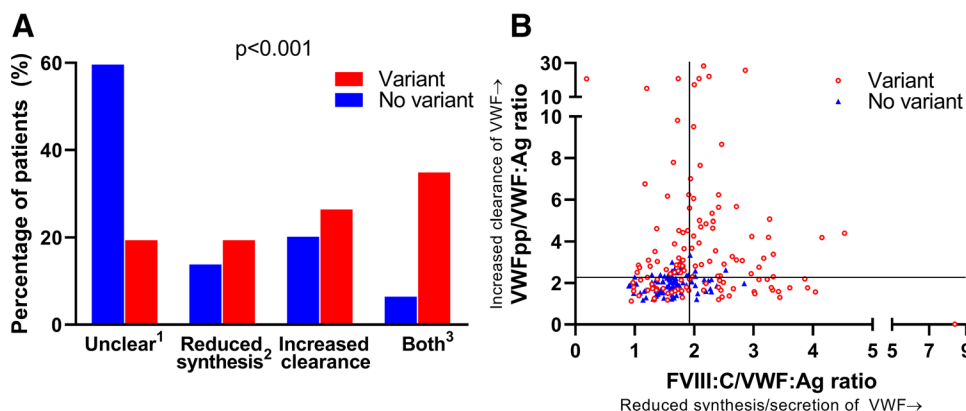 A
p<0.001
Percentage of patients (%)
60
40
20
0
Variant
No variant
Unclear1
Reduced synthesis2
Increased clearance
Both3
B
Increased clearance of VWF→
VWFpp/VWF:Ag ratio
30
10
10
8
6
4
2
0
Variant
No variant
0 1 2 3 4 5 5 7 9
FVIII:C/VWF:Ag ratio
Reduced synthesis/secretion of VWF→